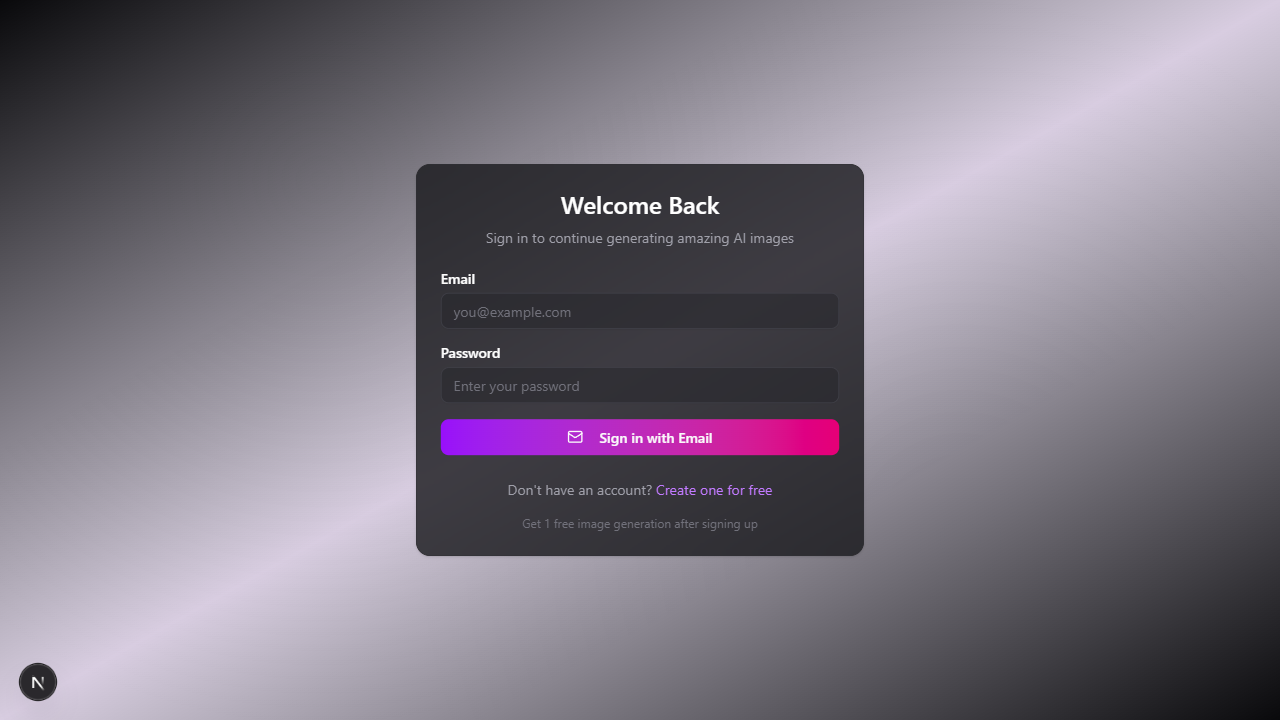 Welcome Back
Sign in to continue generating amazing AI images
Email
you@example.com
Password
Enter your password
Sign in with Email
Don't have an account? Create one for free
Get 1 free image generation after signing up
N